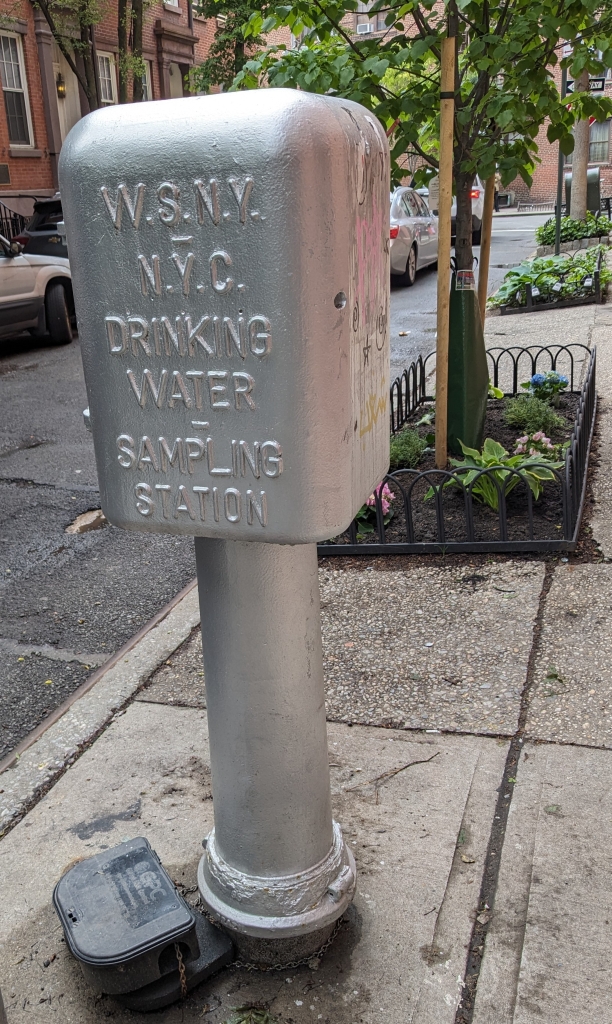 W.S.N.Y.
–
N.Y.C.
DRINKING
WATER
–
SAMPLING
STATION